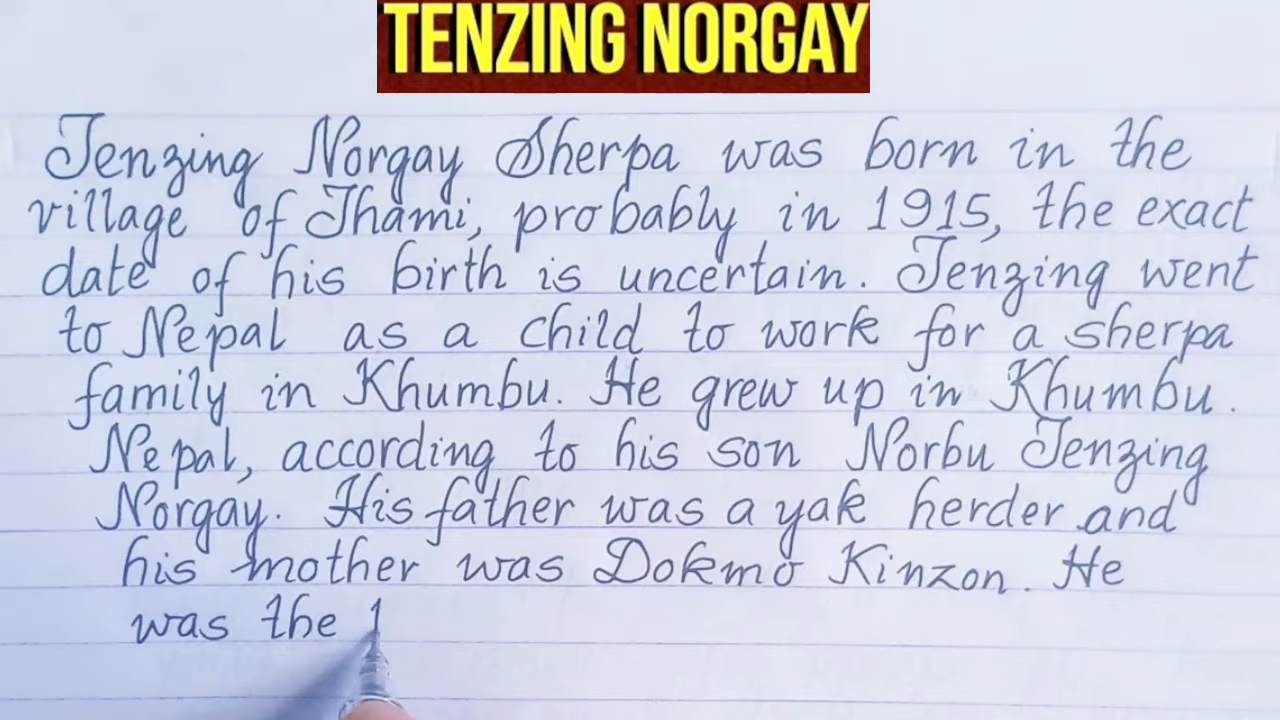 TENZING NORGAY
Tenzing Norgay Sherpa was born in the
village of Thami, probably in 1915, the exact
date of his birth is uncertain. Tenzing went
to Nepal as a child to work for a sherpa
family in Khumbu. He grew up in Khumbu.
Nepal, according to his son Norbu Tenzing
Norgay. His father was a yak herder and
his mother was Dokmo Kinzon. He
was the 1